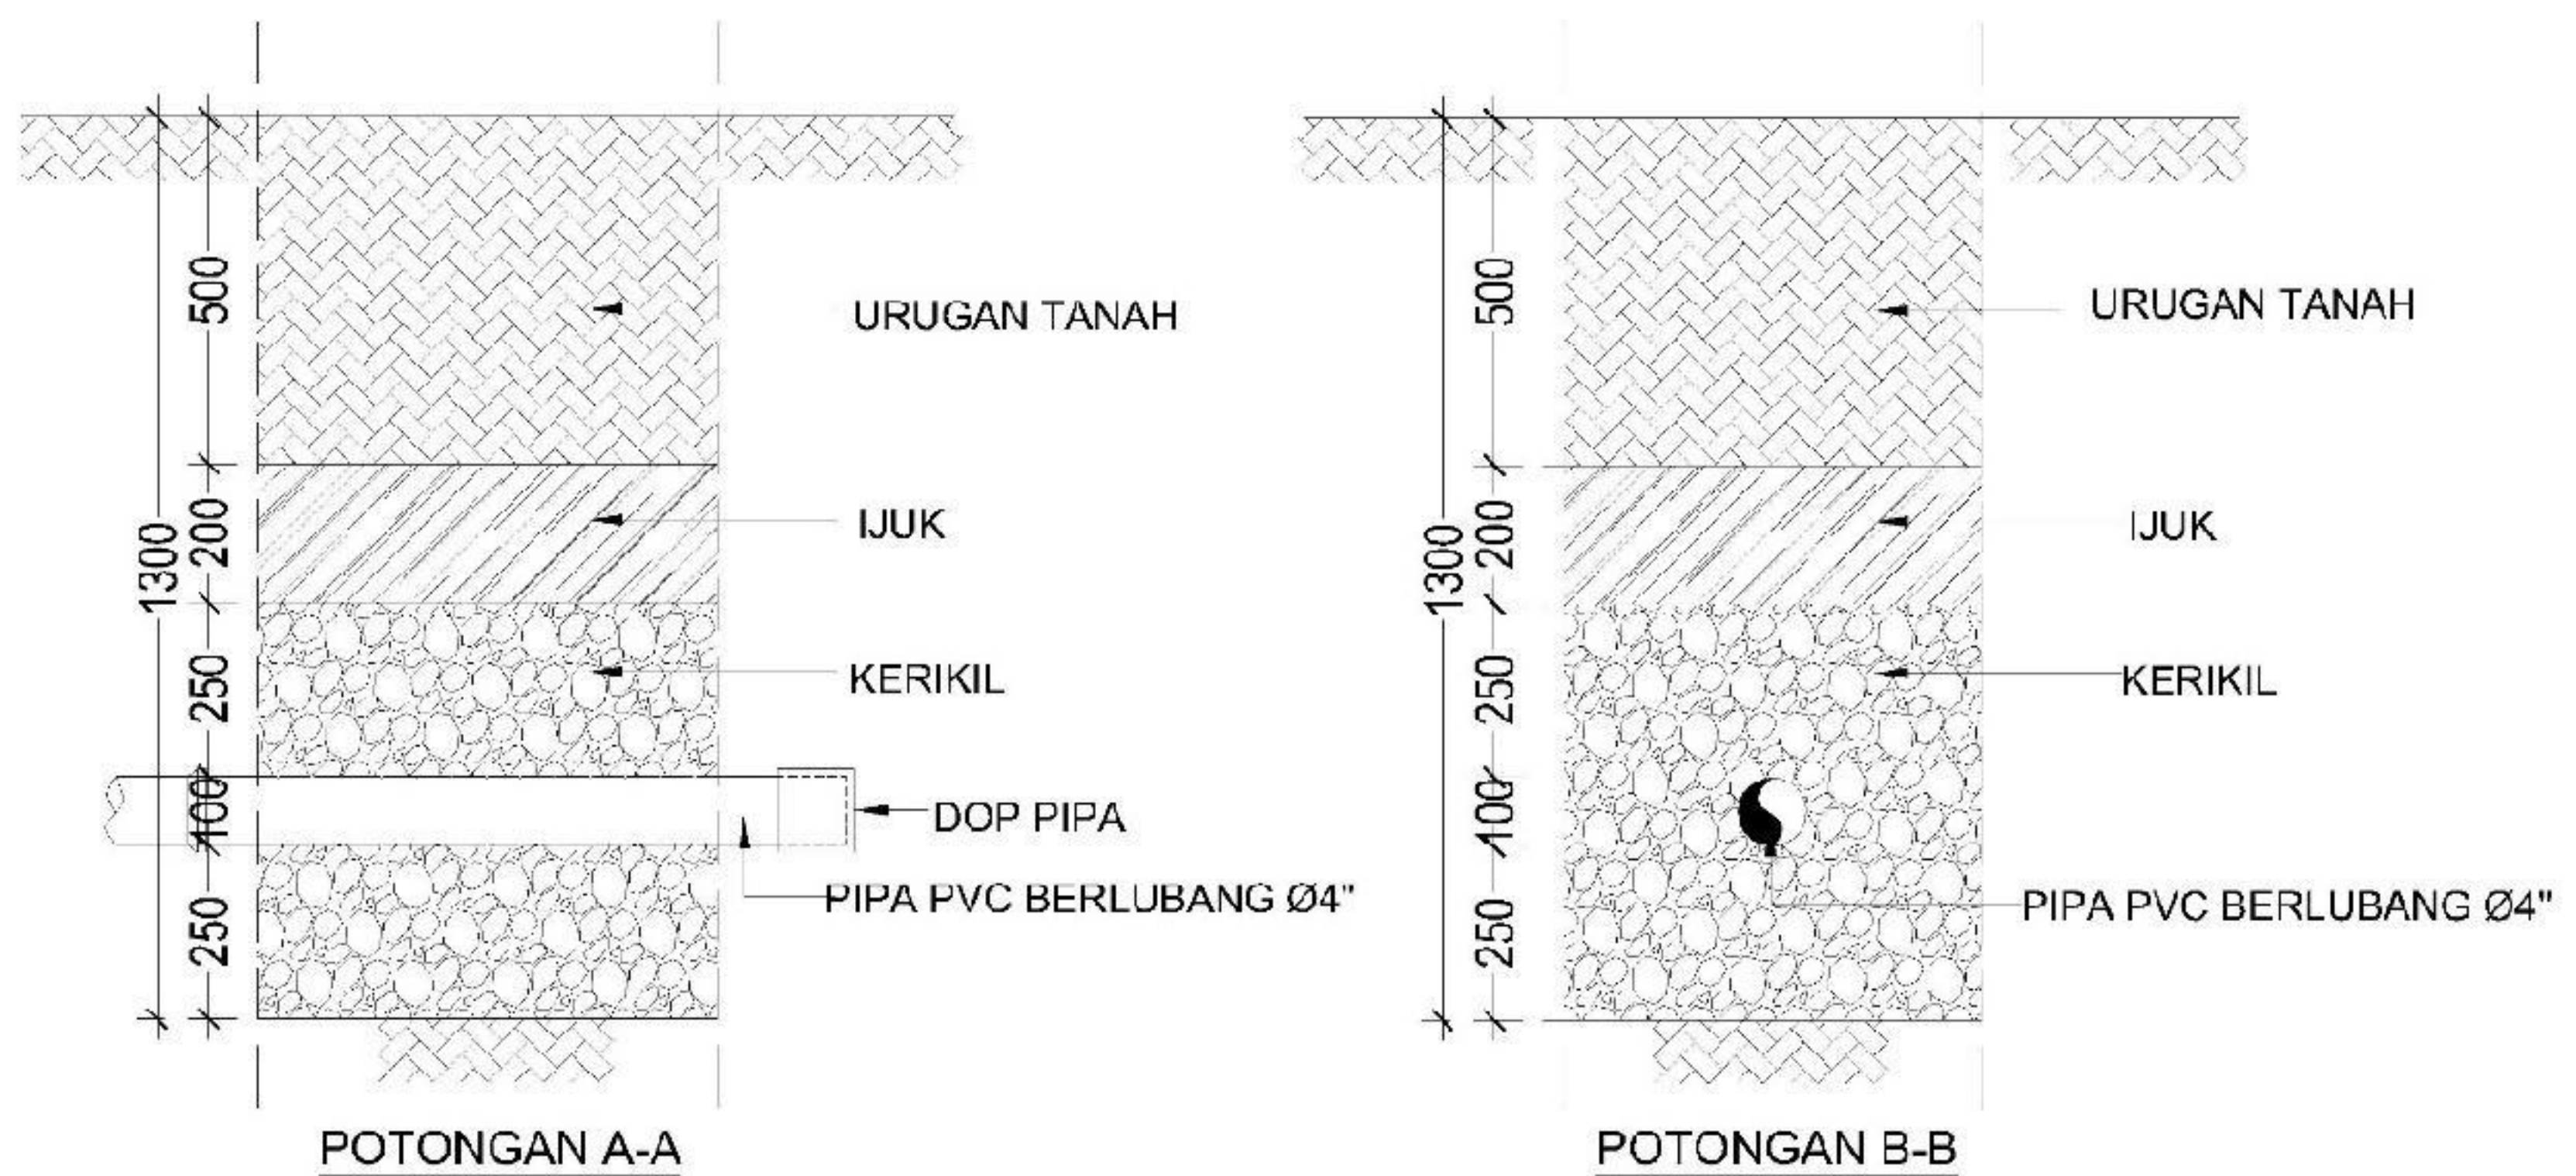 500
200
1300
250
100
250
URUGAN TANAH
IJUK
KERIKIL
DOP PIPA
PIPA PVC BERLUBANG Ø4"
POTONGAN A-A
500
200
1300
250
100
250
URUGAN TANAH
IJUK
KERIKIL
PIPA PVC BERLUBANG Ø4"
POTONGAN B-B